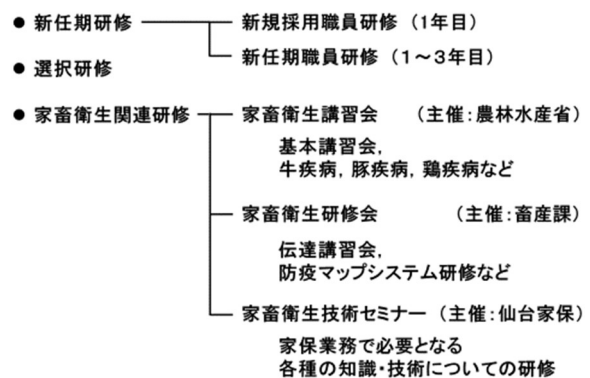 ● 新任期研修
新規採用職員研修（1年目）
新任期職員研修（１～３年目）
● 選択研修
● 家畜衛生関連研修
家畜衛生講習会　（主催：農林水産省）
基本講習会，
牛疾病，豚疾病，鶏疾病など
家畜衛生研修会　（主催：畜産課）
伝達講習会，
防疫マップシステム研修など
家畜衛生技術セミナー（主催：仙台家保）
家保業務で必要となる
各種の知識・技術についての研修